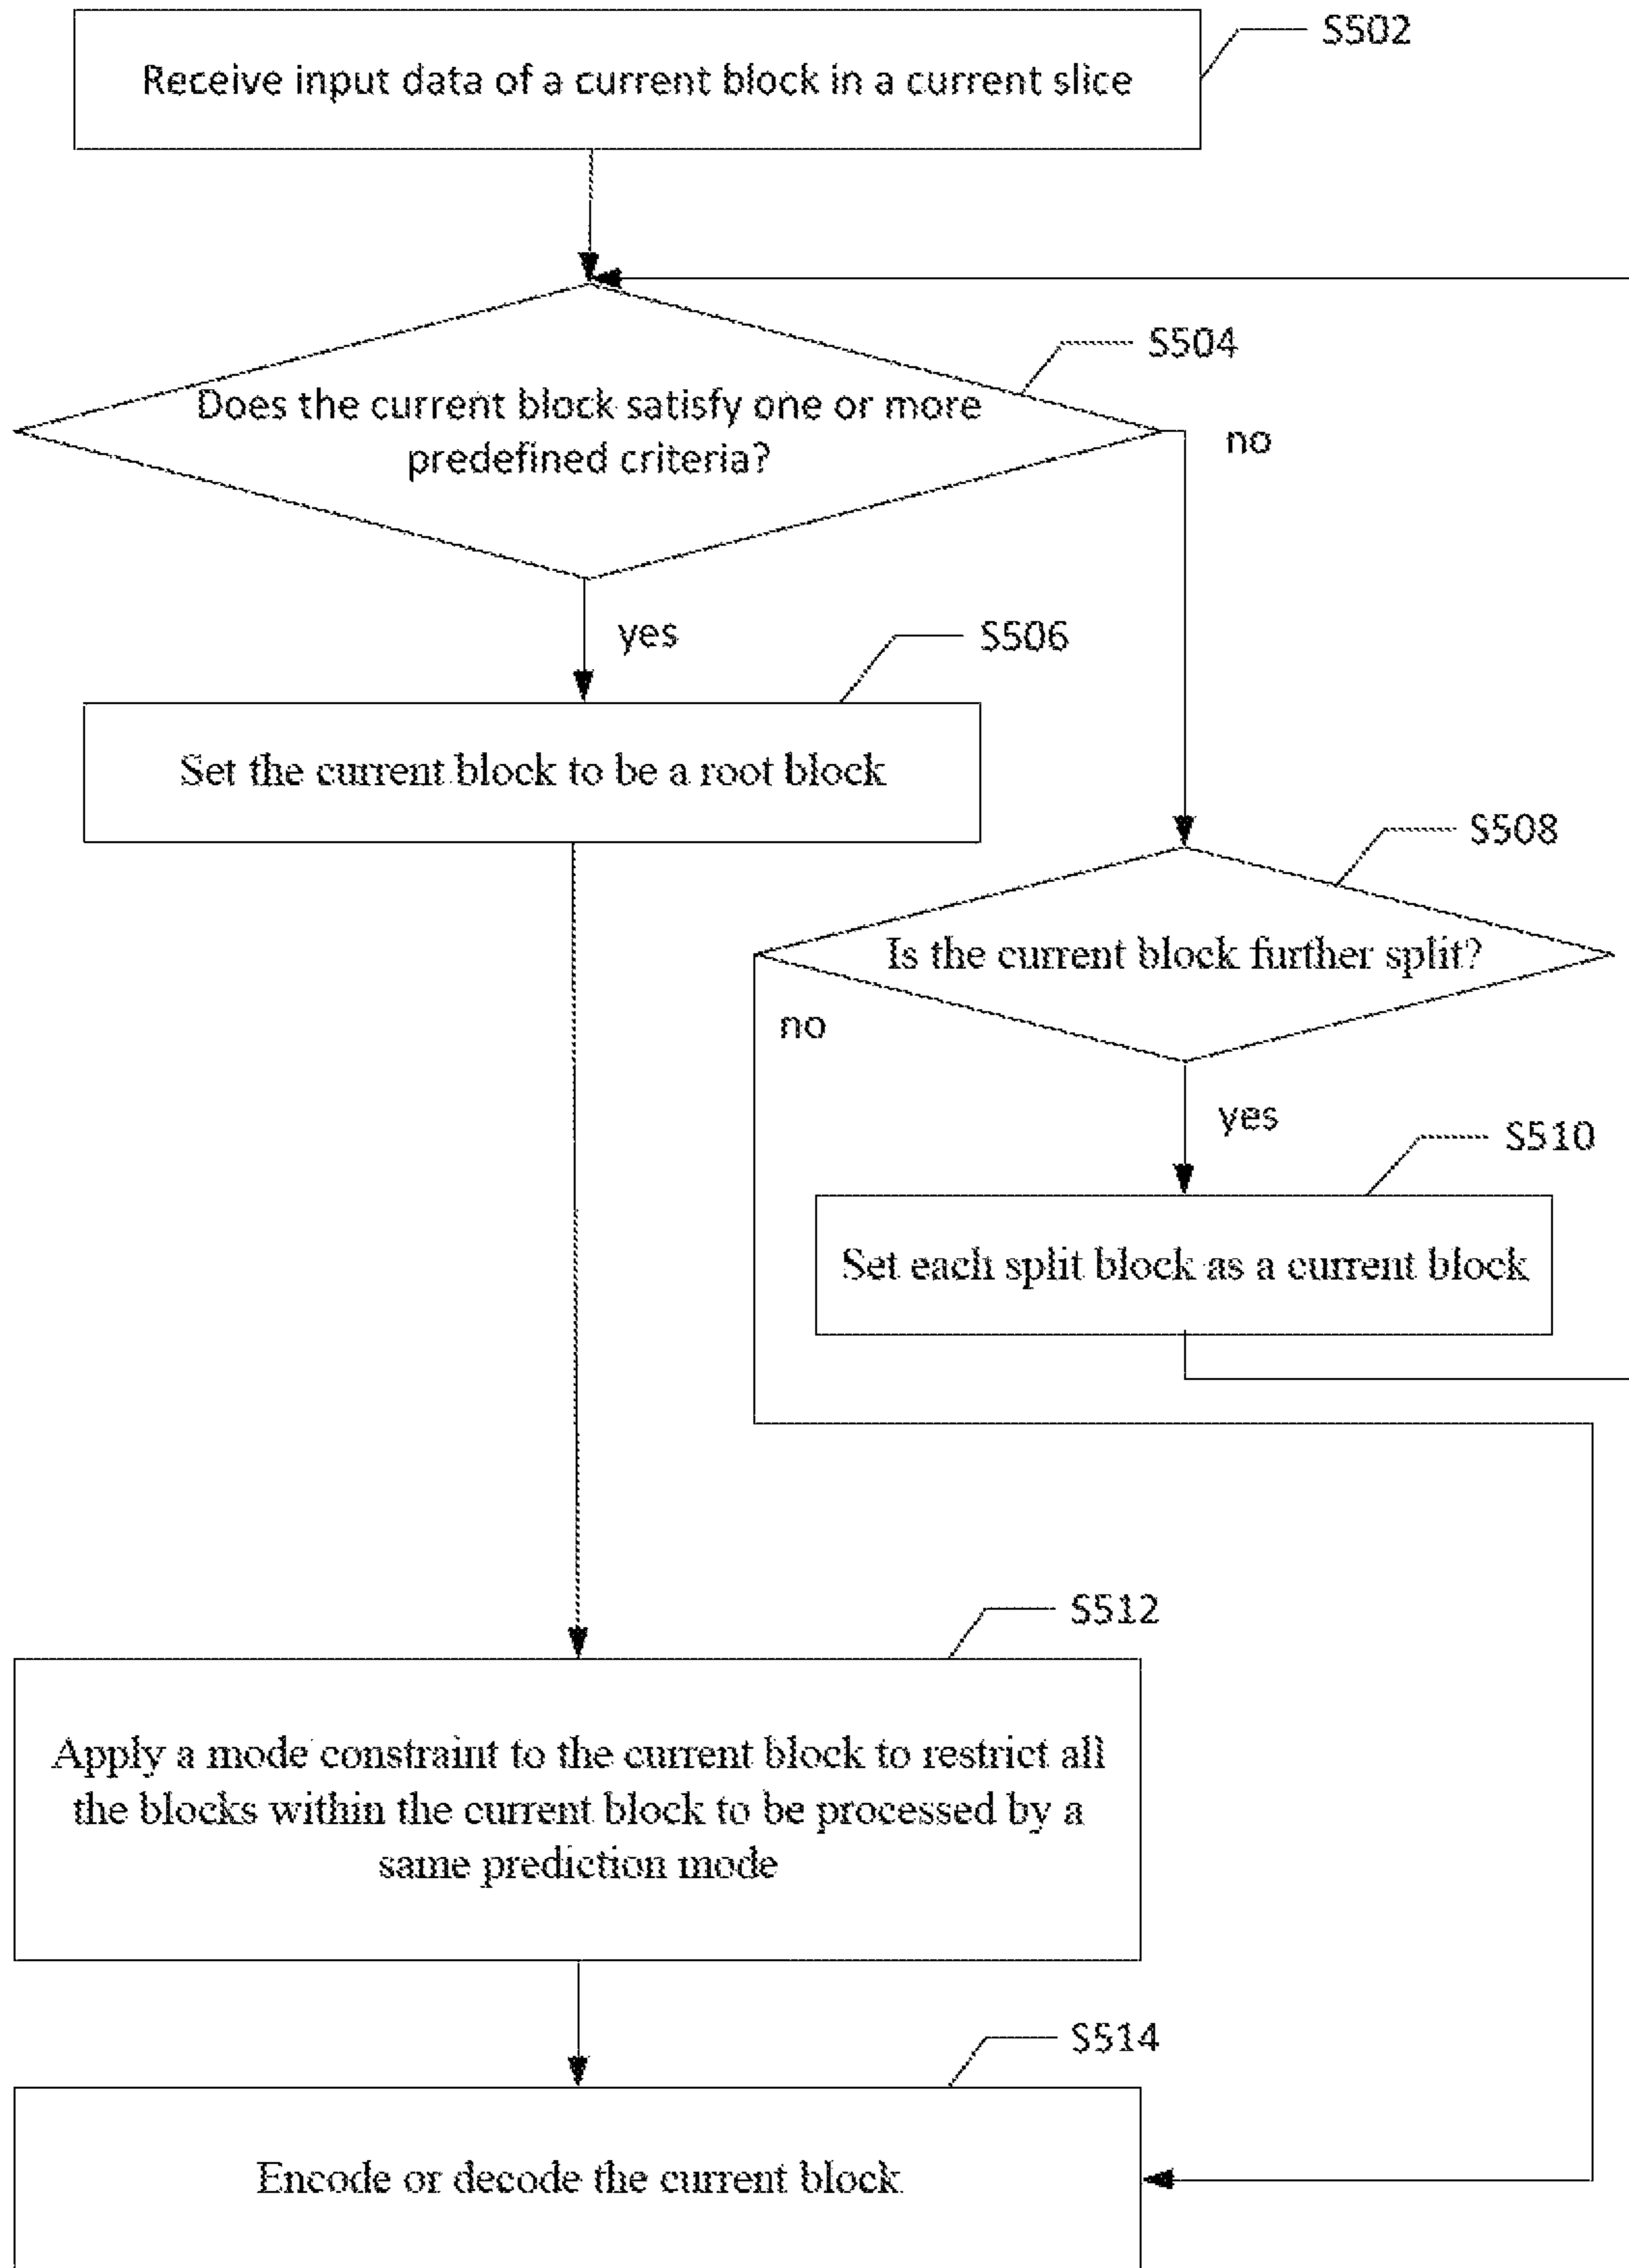 S502
Receive input data of a current block in a current slice
S504
Does the current block satisfy one or more
predefined criteria?
no
yes
S506
Set the current block to be a root block
S508
Is the current block further split?
no
yes
S510
Set each split block as a current block
S512
Apply a mode constraint to the current block to restrict all
the blocks within the current block to be processed by a
same prediction mode
S514
Encode or decode the current block